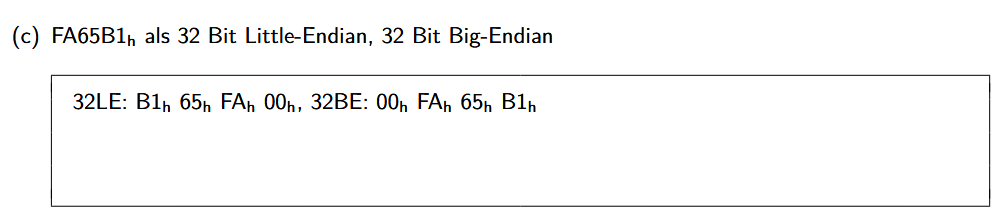 (c) FA65B1ₕ als 32 Bit Little-Endian, 32 Bit Big-Endian
32LE: B1ₕ 65ₕ FAₕ 00ₕ, 32BE: 00ₕ FAₕ 65ₕ B1ₕ